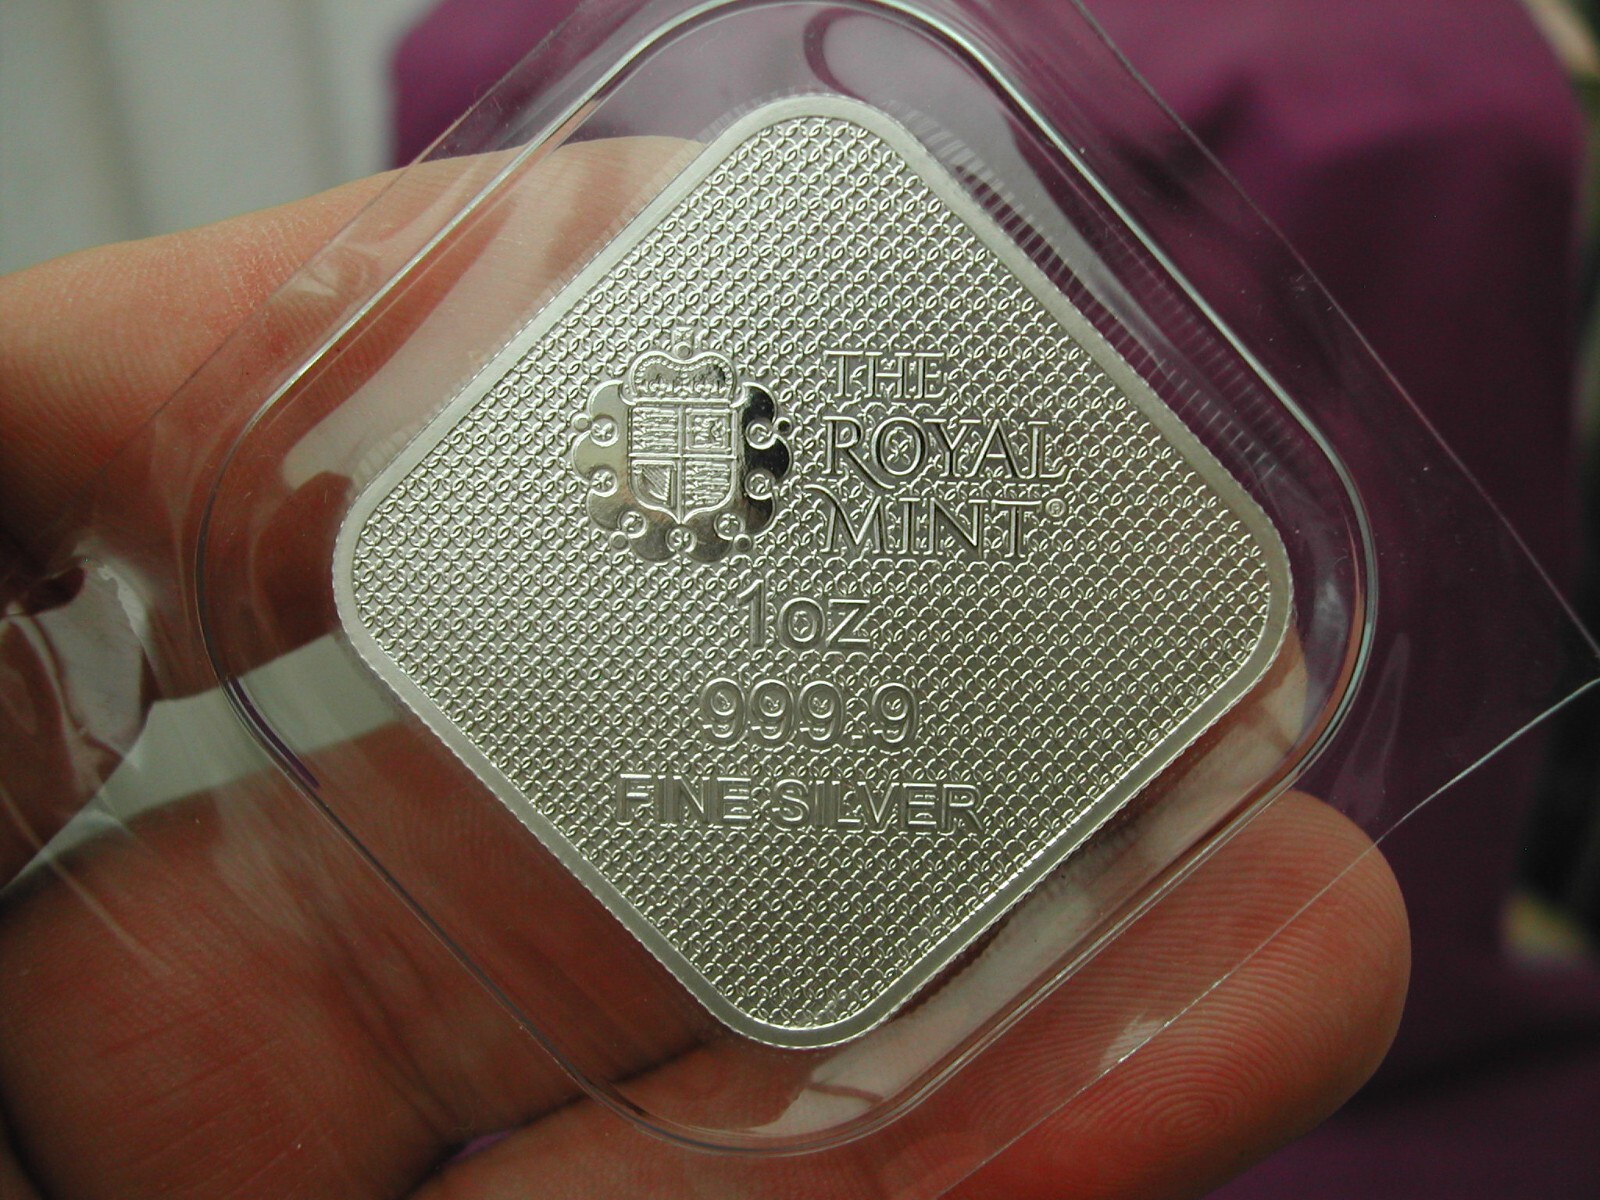 THE
ROYAL
MINT®
1oz
999.9
FINE SILVER